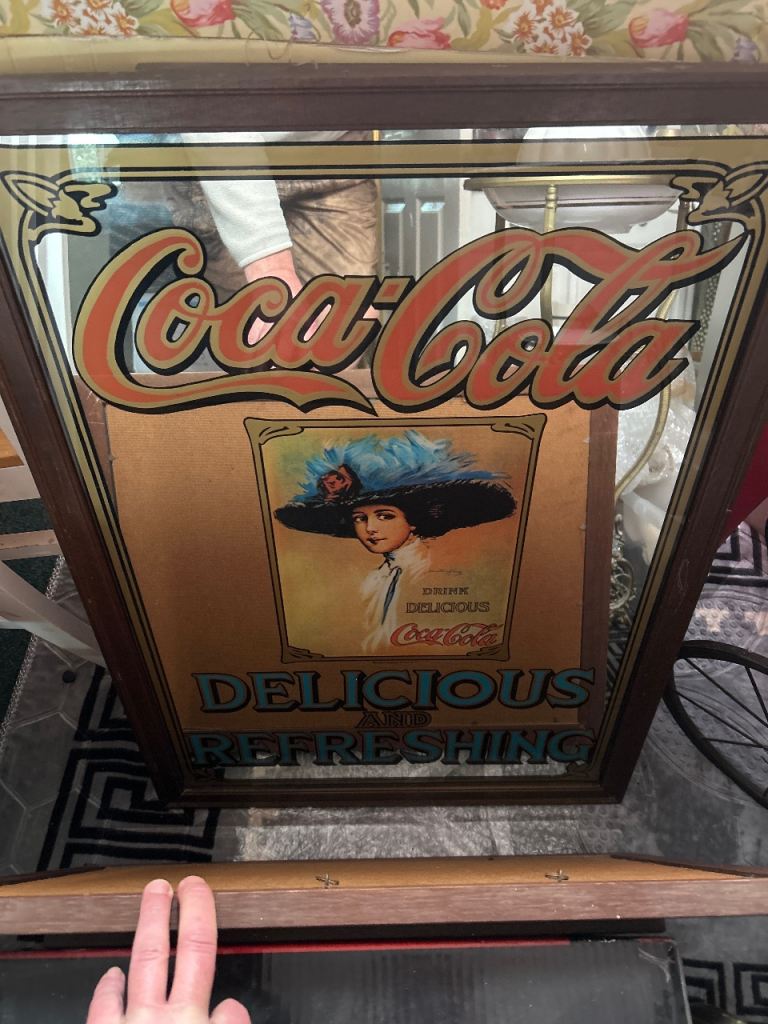 Coca-Cola
DRINK
DELICIOUS
Coca-Cola
DELICIOUS
AND
REFRESHING